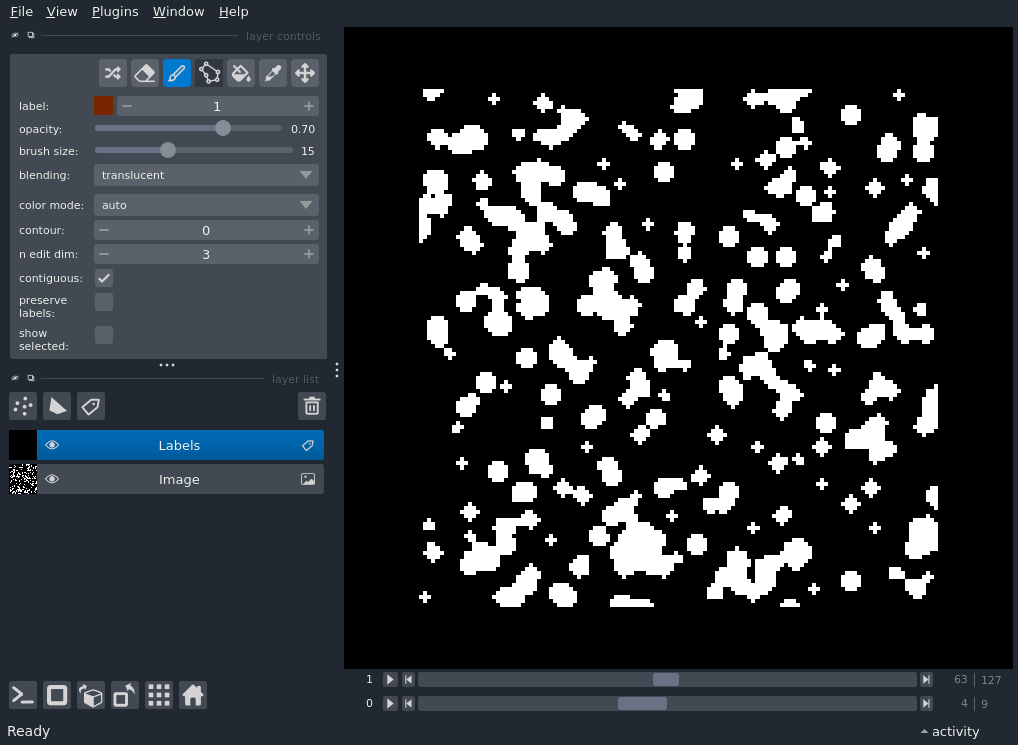 File View Plugins Window Help
layer controls
label: 1
opacity: 0.70
brush size: 15
blending: translucent
color mode: auto
contour: 0
n edit dim: 3
contiguous:
preserve
labels:
show
selected:
layer list
Labels
Image
1 63 127
0 4 9
Ready activity